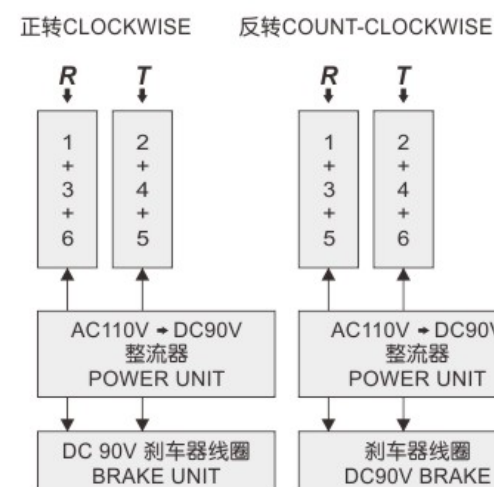 正转CLOCKWISE
R T
1 2
+ +
3 4
+ +
6 5
AC110V ➡ DC90V
整流器
POWER UNIT
DC 90V 刹车器线圈
BRAKE UNIT
反转COUNT-CLOCKWISE
R T
1 2
+ +
3 4
+ +
5 6
AC110V ➡ DC90V
整流器
POWER UNIT
刹车器线圈
DC90V BRAKE